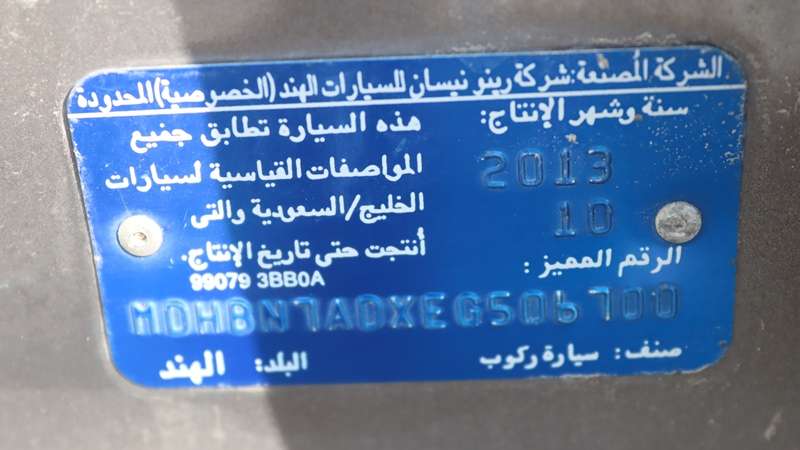 الشركة المصنعة: شركة رينو نيسان للسيارات الهند (الخصوصية) المحدودة
سنة وشهر الإنتاج:
2013
10
هذه السيارة تطابق جميع
المواصفات القياسية لسيارات
الخليج/السعودية والتى
أنتجت حتى تاريخ الإنتاج.
99079 3BB0A
الرقم المميز :
MDHBN7ADXEG506700
صنف: سيارة ركوب
البلد: الهند